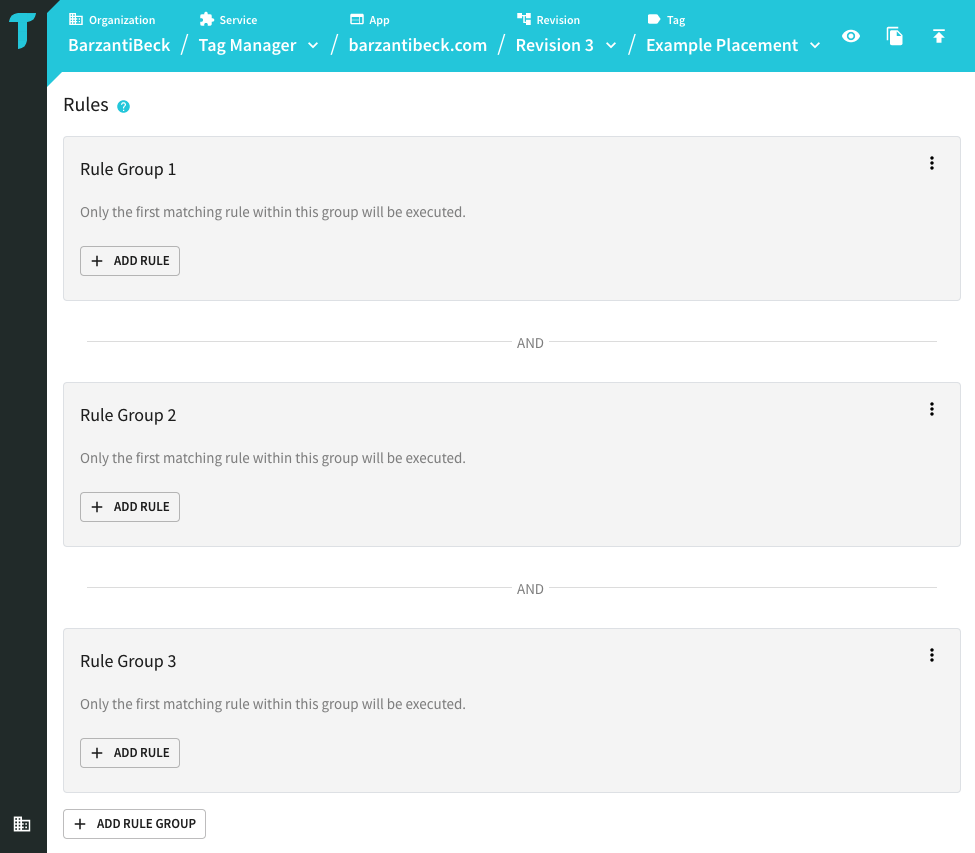 Organization Service App Revision Tag
BarzantiBeck / Tag Manager / barzantibeck.com / Revision 3 / Example Placement
Rules ?
Rule Group 1
Only the first matching rule within this group will be executed.
+ ADD RULE
AND
Rule Group 2
Only the first matching rule within this group will be executed.
+ ADD RULE
AND
Rule Group 3
Only the first matching rule within this group will be executed.
+ ADD RULE
+ ADD RULE GROUP